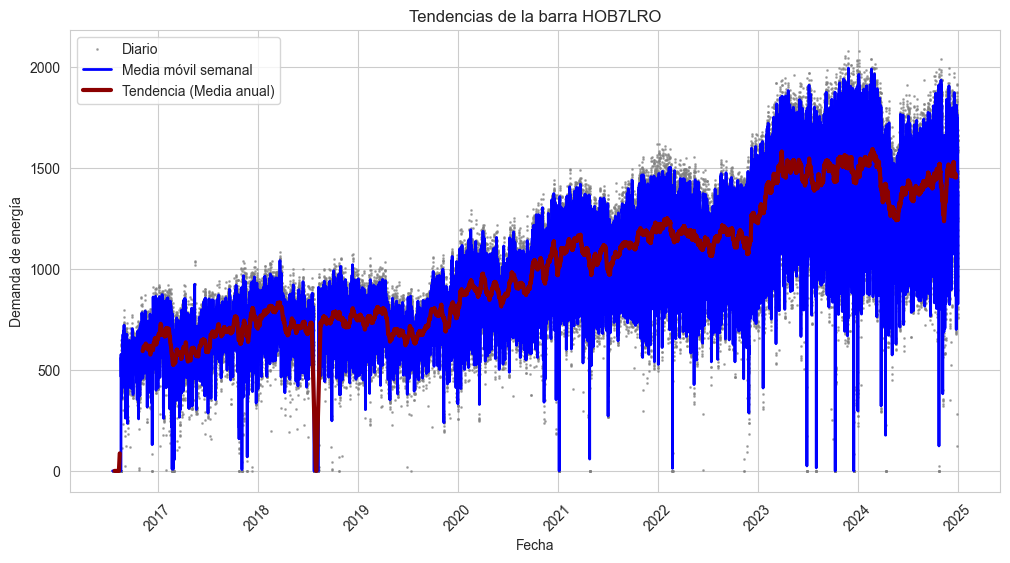 Tendencias de la barra HOB7LRO
Diario
Media móvil semanal
Tendencia (Media anual)
Demanda de energía
2000
1500
1000
500
0
2017
2018
2019
2020
2021
2022
2023
2024
2025
Fecha